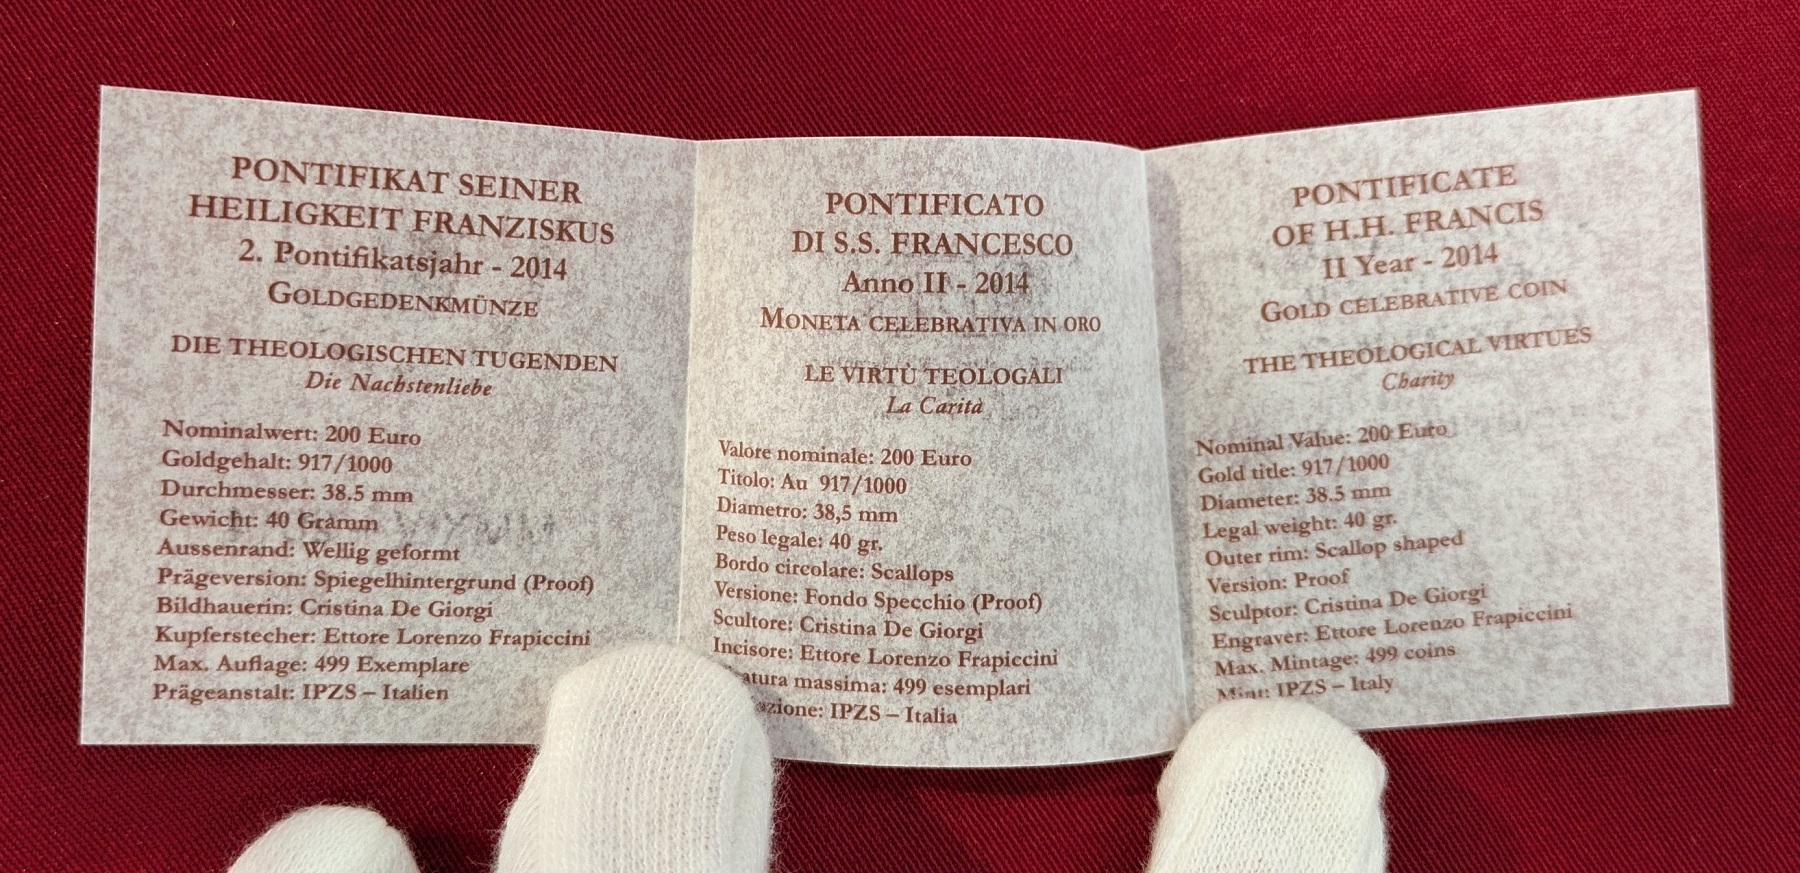 PONTIFIKAT SEINER
HEILIGKEIT FRANZISKUS
2. Pontifikatsjahr - 2014
GOLDGEDENKMÜNZE
DIE THEOLOGISCHEN TUGENDEN
Die Nachstenliebe
Nominalwert: 200 Euro
Goldgehalt: 917/1000
Durchmesser: 38.5 mm
Gewicht: 40 Gramm
Aussenrand: Wellig geformt
Prägeversion: Spiegelhintergrund (Proof)
Bildhauerin: Cristina De Giorgi
Kupferstecher: Ettore Lorenzo Frapiccini
Max. Auflage: 499 Exemplare
Prägeanstalt: IPZS – Italien
PONTIFICATO
DI S.S. FRANCESCO
Anno II - 2014
MONETA CELEBRATIVA IN ORO
LE VIRTÙ TEOLOGALI
La Carità
Valore nominale: 200 Euro
Titolo: Au 917/1000
Diametro: 38,5 mm
Peso legale: 40 gr.
Bordo circolare: Scallops
Versione: Fondo Specchio (Proof)
Scultore: Cristina De Giorgi
Incisore: Ettore Lorenzo Frapiccini
massima: 499 esemplari
IPZS – Italia
PONTIFICATE
OF H.H. FRANCIS
II Year - 2014
GOLD CELEBRATIVE COIN
THE THEOLOGICAL VIRTUES
Charity
Nominal Value: 200 Euro
Gold title: 917/1000
Diameter: 38.5 mm
Legal weight: 40 gr.
Outer rim: Scallop shaped
Version: Proof
Sculptor: Cristina De Giorgi
Engraver: Ettore Lorenzo Frapiccini
Max. Mintage: 499 coins
Mint: IPZS – Italy